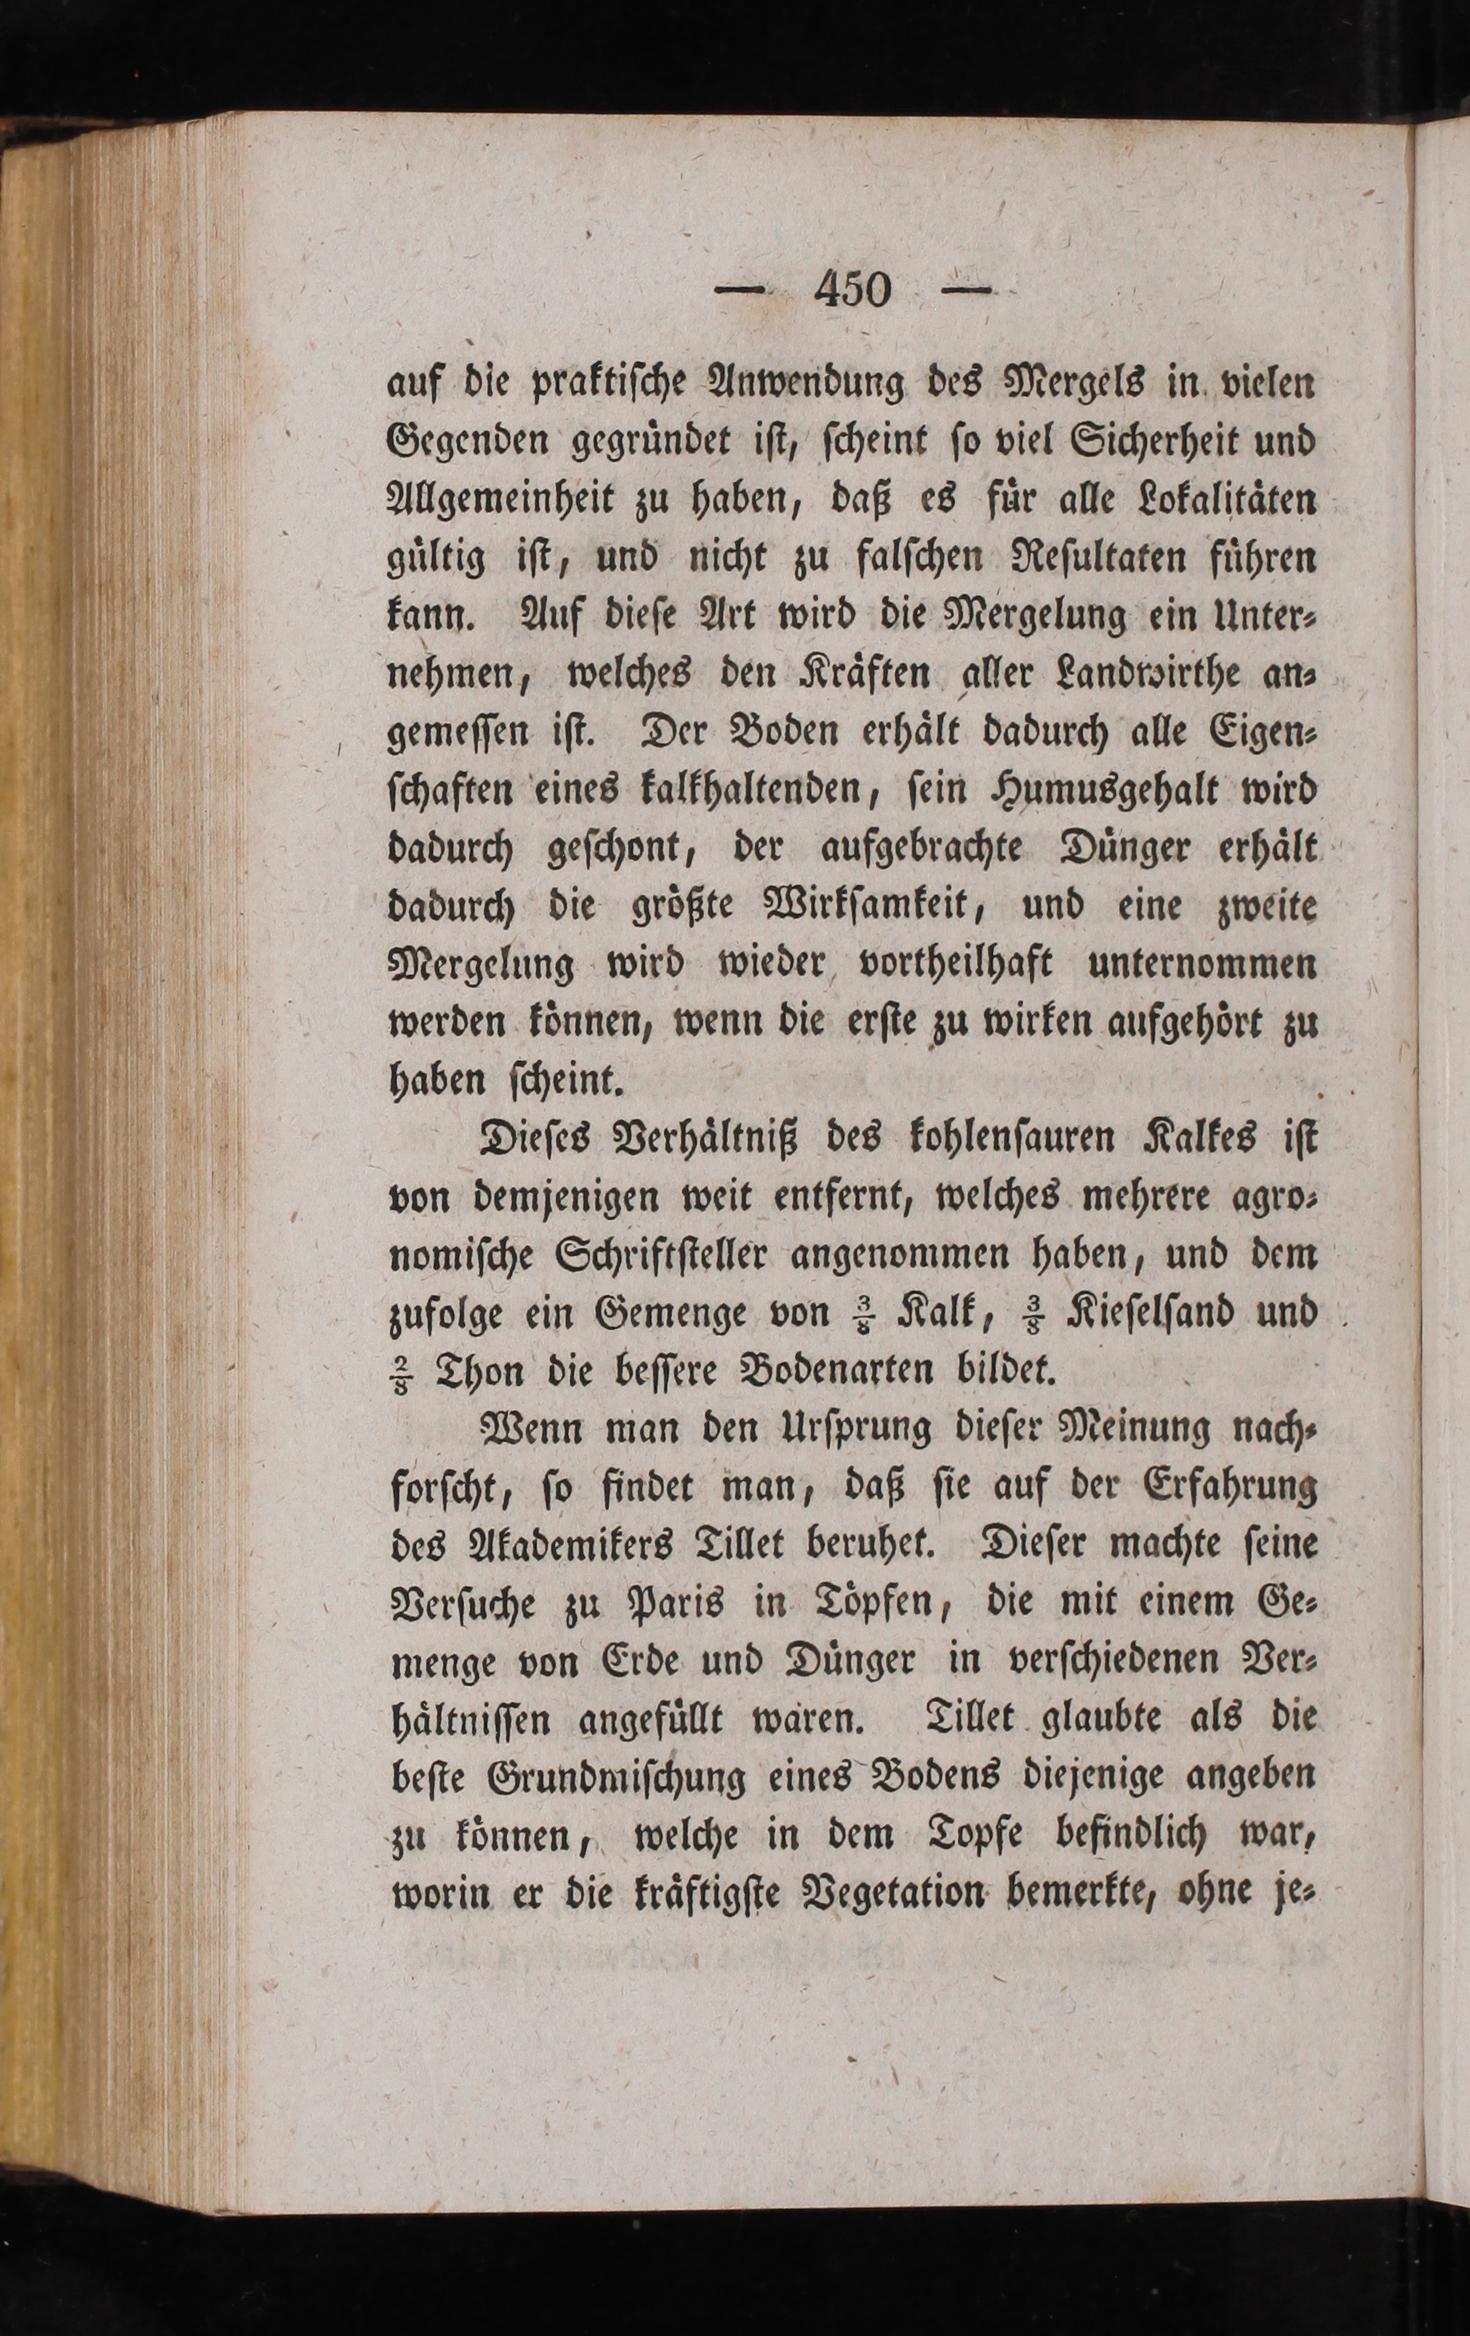 — 450 —
auf die praktiſche Anwendung des Mergels in vielen
Gegenden gegründet iſt, ſcheint ſo viel Sicherheit und
Allgemeinheit zu haben, daß es für alle Lokalitäten
gültig iſt, und nicht zu falſchen Reſultaten führen
kann. Auf dieſe Art wird die Mergelung ein Unter⸗
nehmen, welches den Kräften aller Landwirthe an⸗
gemeſſen iſt. Der Boden erhält dadurch alle Eigen⸗
ſchaften eines kalkhaltenden, ſein Humusgehalt wird
dadurch geſchont, der aufgebrachte Dünger erhält
dadurch die größte Wirkſamkeit, und eine zweite
Mergelung wird wieder vortheilhaft unternommen
werden können, wenn die erſte zu wirken aufgehört zu
haben ſcheint.
Dieſes Verhältniß des kohlenſauren Kalkes iſt
von demjenigen weit entfernt, welches mehrere agro⸗
nomiſche Schriftſteller angenommen haben, und dem
zufolge ein Gemenge von ⅜ Kalk, ⅜ Kieſelſand und
2/8 Thon die beſſere Bodenarten bildet.
Wenn man den Urſprung dieſer Meinung nach⸗
forſcht, ſo findet man, daß ſie auf der Erfahrung
des Akademikers Tillet beruhet. Dieſer machte ſeine
Verſuche zu Paris in Töpfen, die mit einem Ge⸗
menge von Erde und Dünger in verſchiedenen Ver⸗
hältniſſen angefüllt waren. Tillet glaubte als die
beſte Grundmiſchung eines Bodens diejenige angeben
zu können, welche in dem Topfe befindlich war,
worin er die kräftigſte Vegetation bemerkte, ohne je⸗